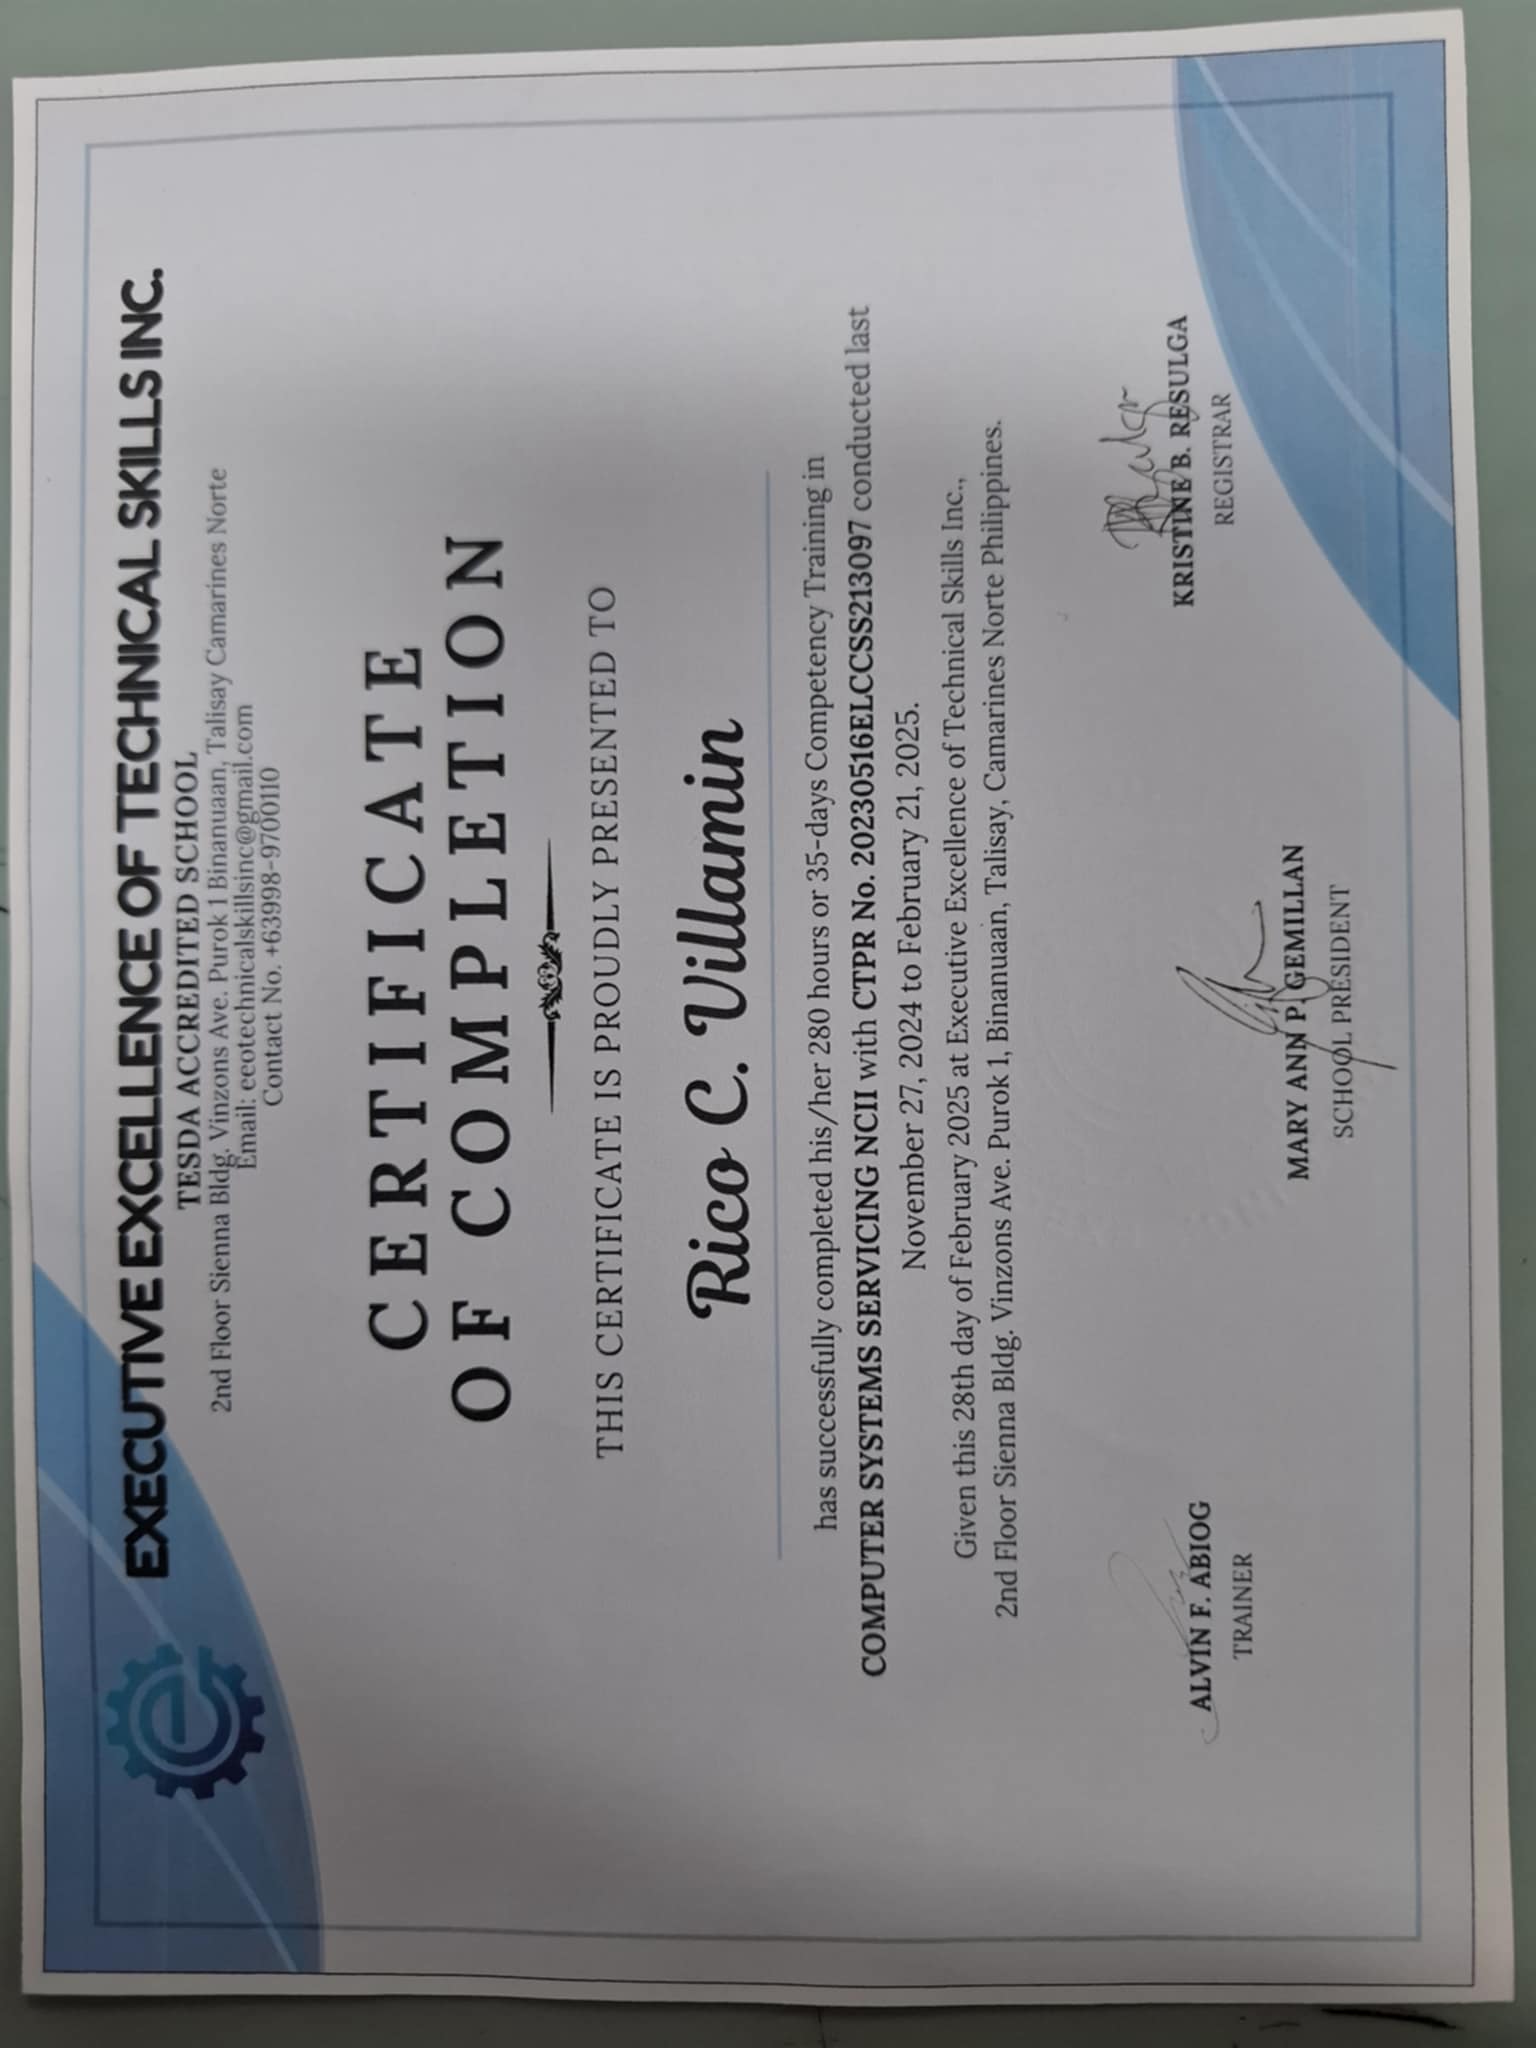 EXECUTIVE EXCELLENCE OF TECHNICAL SKILLS INC.
TESDA ACCREDITED SCHOOL
2nd Floor Sienna Bldg. Vinzons Ave. Purok 1 Binanuaan, Talisay Camarines Norte
Email: eeotechnicalskillsinc@gmail.com
Contact No. +63998-9700110
CERTIFICATE
OF COMPLETION
THIS CERTIFICATE IS PROUDLY PRESENTED TO
Rico C. Villamin
has successfully completed his/her 280 hours or 35-days Competency Training in
COMPUTER SYSTEMS SERVICING NCII with CTPR No. 20230516ELCCSS213097 conducted last
November 27, 2024 to February 21, 2025.
Given this 28th day of February 2025 at Executive Excellence of Technical Skills Inc.,
2nd Floor Sienna Bldg. Vinzons Ave. Purok 1, Binanuaan, Talisay, Camarines Norte Philippines.
ALVIN F. ABIOG
TRAINER
MARY ANN P. GEMILLAN
SCHOOL PRESIDENT
KRISTINE B. RESULGA
REGISTRAR